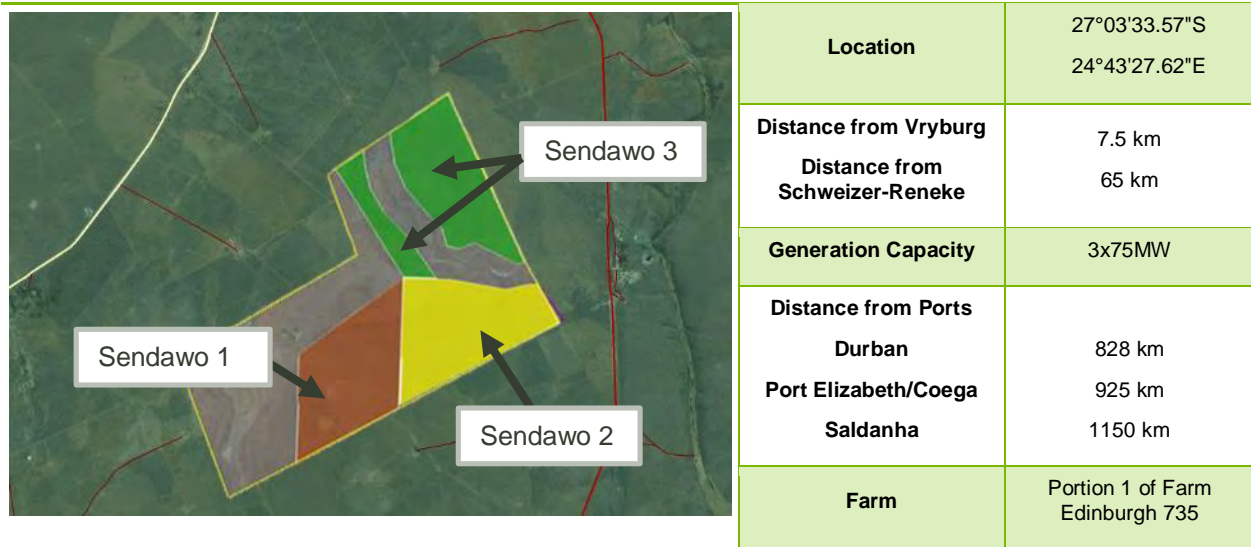 Sendawo 3
Sendawo 1
Sendawo 2
Location
27°03'33.57"S
24°43'27.62"E
Distance from Vryburg
7.5 km
Distance from
Schweizer-Reneke
65 km
Generation Capacity
3x75MW
Distance from Ports
Durban
828 km
Port Elizabeth/Coega
925 km
Saldanha
1150 km
Farm
Portion 1 of Farm
Edinburgh 735